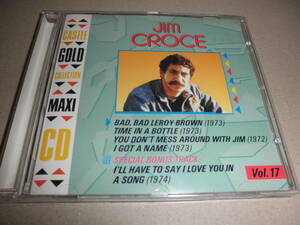 JIM
CROCE
CASTLE
GOLD
COLLECTION
MAXI
CD
BAD, BAD LEROY BROWN (1973)
TIME IN A BOTTLE (1973)
YOU DON'T MESS AROUND WITH JIM (1972)
I GOT A NAME (1973)
SPECIAL BONUS TRACK
I'LL HAVE TO SAY I LOVE YOU IN
A SONG (1974)
Vol. 17